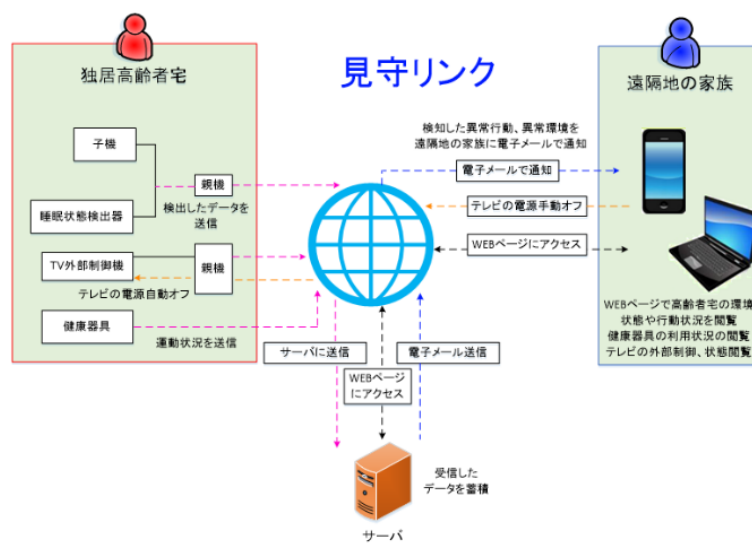 見守リンク
独居高齢者宅
子機
親機
検出したデータを
送信
睡眠状態検出器
TV外部制御機
親機
テレビの電源自動オフ
健康器具
運動状況を送信
遠隔地の家族
検知した異常行動、異常環境を
遠隔地の家族に電子メールで通知
電子メールで通知
テレビの電源手動オフ
WEBページにアクセス
WEBページで高齢者宅の環境
状態や行動状況を閲覧
健康器具の利用状況の閲覧
テレビの外部制御、状態閲覧
サーバに送信
電子メール送信
WEBページ
にアクセス
受信した
データを蓄積
サーバ